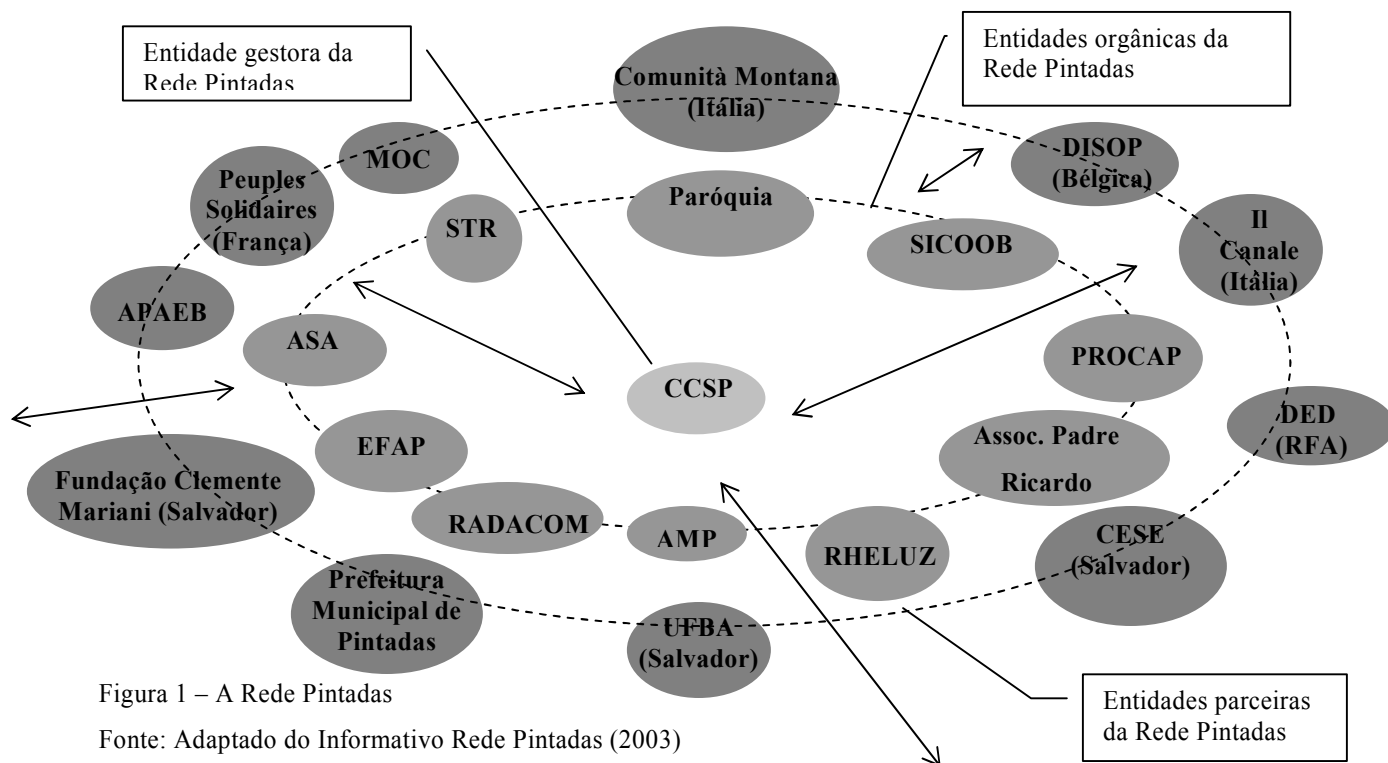 Entidade gestora da
Rede Pintadas
Entidades orgânicas da
Rede Pintadas
Comunità Montana
(Itália)
MOC
DISOP
(Bélgica)
Peuples
Solidaires
(França)
STR
Paróquia
SICOOB
Il
Canale
(Itália)
APAEB
ASA
PROCAP
CCSP
DED
(RFA)
EFAP
Assoc. Padre
Ricardo
Fundação Clemente
Mariani (Salvador)
RADACOM
AMP
RHELUZ
CESE
(Salvador)
Prefeitura
Municipal de
Pintadas
UFBA
(Salvador)
Entidades parceiras
da Rede Pintadas
Figura 1 – A Rede Pintadas
Fonte: Adaptado do Informativo Rede Pintadas (2003)